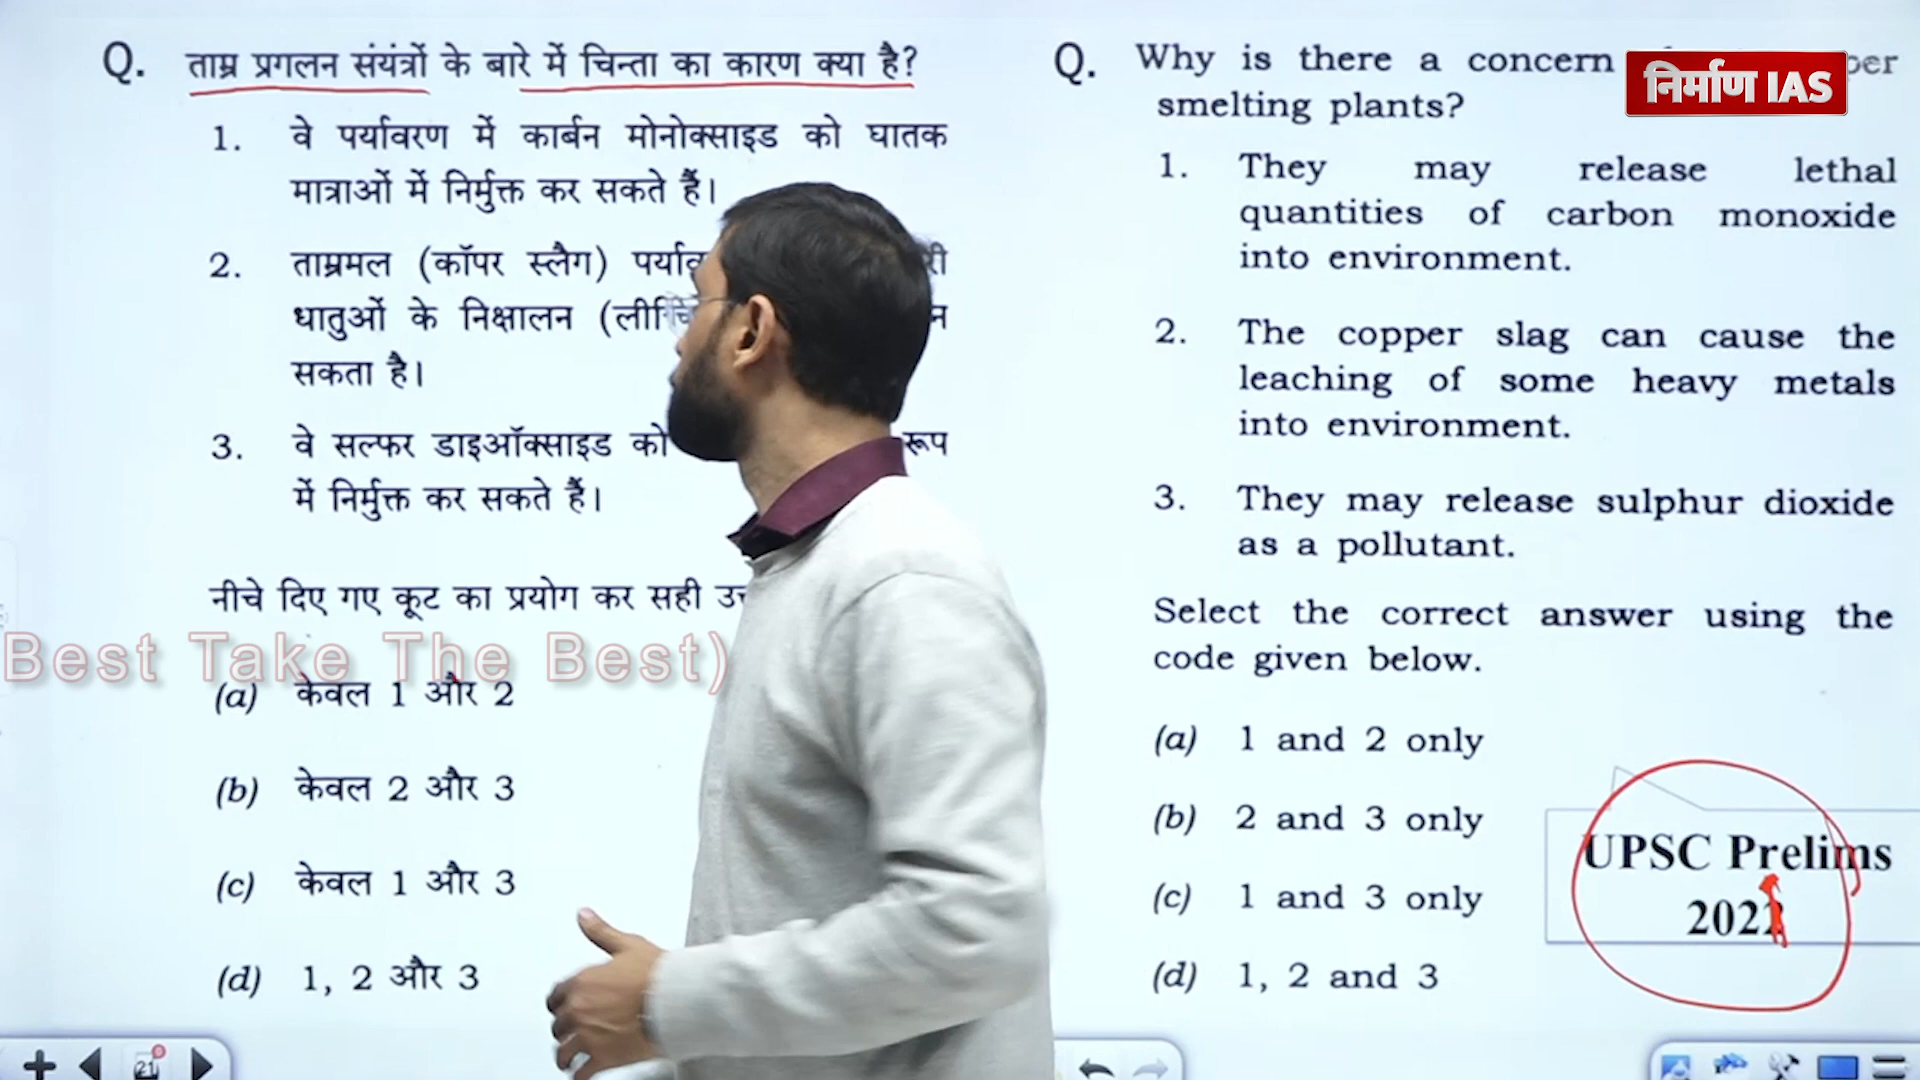 Q. ताम्र प्रगलन संयंत्रों के बारे में चिन्ता का कारण क्या है?
1. वे पर्यावरण में कार्बन मोनोक्साइड को घातक
मात्राओं में निर्मुक्त कर सकते हैं।
2. ताम्रमल (कॉपर स्लैग)
धातुओं के निक्षालन
सकता है।
3. वे सल्फर डाइऑक्साइड को रूप
में निर्मुक्त कर सकते हैं।
नीचे दिए गए कूट का प्रयोग कर सही
Best Take The Best)
(a) केवल 1 और 2
(b) केवल 2 और 3
(c) केवल 1 और 3
(d) 1, 2 और 3
Q. Why is there a concern
smelting plants?
निर्माण IAS
1. They may release lethal
quantities of carbon monoxide
into environment.
2. The copper slag can cause the
leaching of some heavy metals
into environment.
3. They may release sulphur dioxide
as a pollutant.
Select the correct answer using the
code given below.
(a) 1 and 2 only
(b) 2 and 3 only
(c) 1 and 3 only
(d) 1, 2 and 3
UPSC Prelims
2021
21